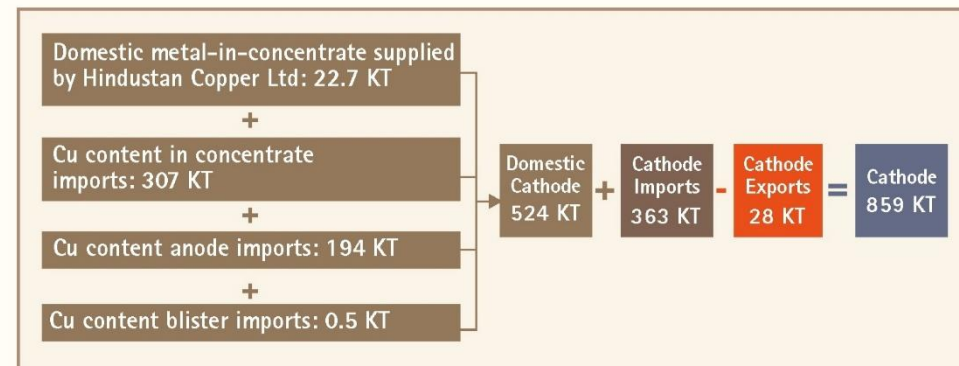 Domestic metal-in-concentrate supplied
by Hindustan Copper Ltd: 22.7 KT
+
Cu content in concentrate
imports: 307 KT
+
Cu content anode imports: 194 KT
+
Cu content blister imports: 0.5 KT
Domestic
Cathode
524 KT
+
Cathode
Imports
363 KT
-
Cathode
Exports
28 KT
=
Cathode
859 KT